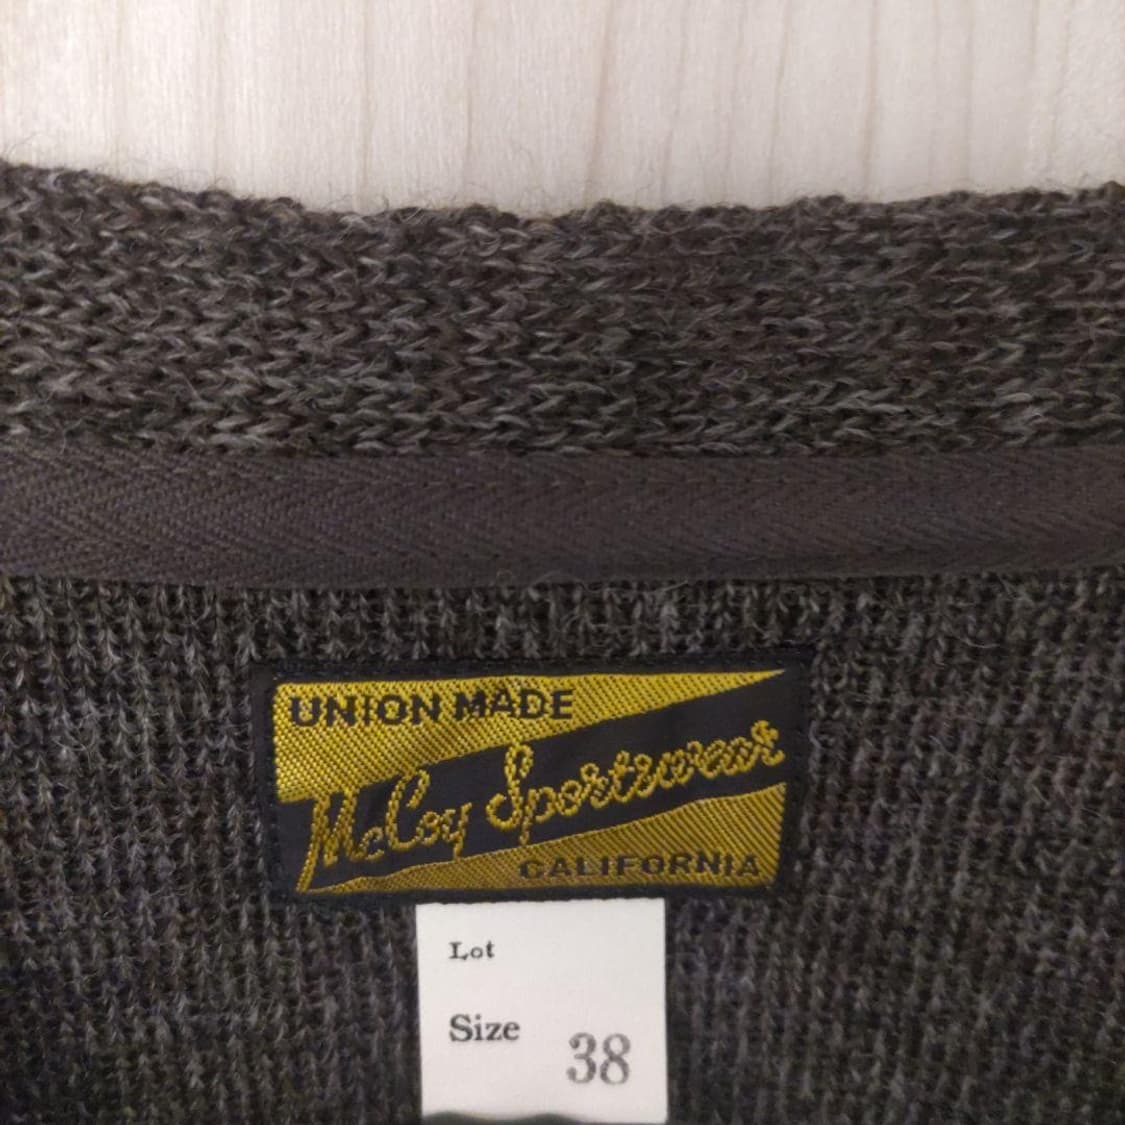 UNION MADE
McCoy Sportswear
CALIFORNIA
Lot
Size 38